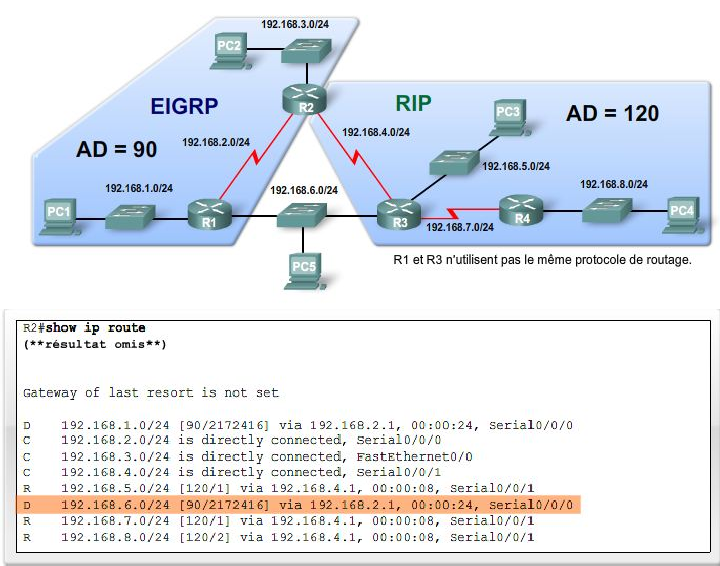 192.168.3.0/24
PC2
EIGRP
R2
RIP
PC3
AD = 120
AD = 90
192.168.2.0/24
192.168.4.0/24
192.168.5.0/24
192.168.1.0/24
192.168.6.0/24
192.168.8.0/24
PC1
R1
R3
R4
PC4
192.168.7.0/24
PC5
R1 et R3 n'utilisent pas le même protocole de routage.
R2#show ip route
(**résultat omis**)
Gateway of last resort is not set
D 192.168.1.0/24 [90/2172416] via 192.168.2.1, 00:00:24, Serial0/0/0
C 192.168.2.0/24 is directly connected, Serial0/0/0
C 192.168.3.0/24 is directly connected, FastEthernet0/0
C 192.168.4.0/24 is directly connected, Serial0/0/1
R 192.168.5.0/24 [120/1] via 192.168.4.1, 00:00:08, Serial0/0/1
D 192.168.6.0/24 [90/2172416] via 192.168.2.1, 00:00:24, Serial0/0/0
R 192.168.7.0/24 [120/1] via 192.168.4.1, 00:00:08, Serial0/0/1
R 192.168.8.0/24 [120/2] via 192.168.4.1, 00:00:08, Serial0/0/1